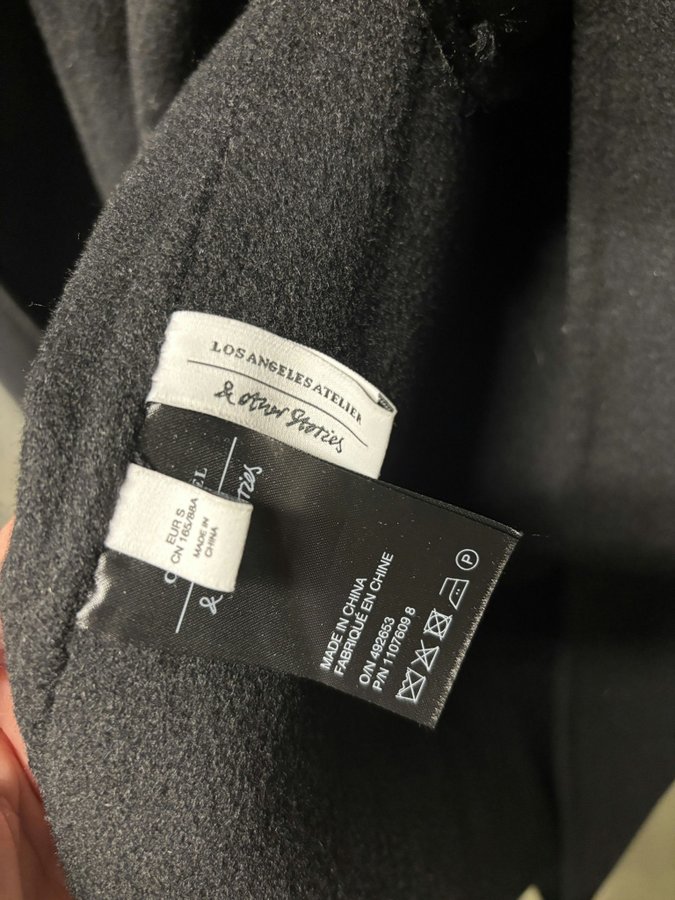 LOS ANGELES ATELIER
& other Stories
EUR S
CN 165/88A
MADE IN
CHINA
MADE IN CHINA
FABRIQUÉ EN CHINE
O/N 492653
P/N 1107609 8
P